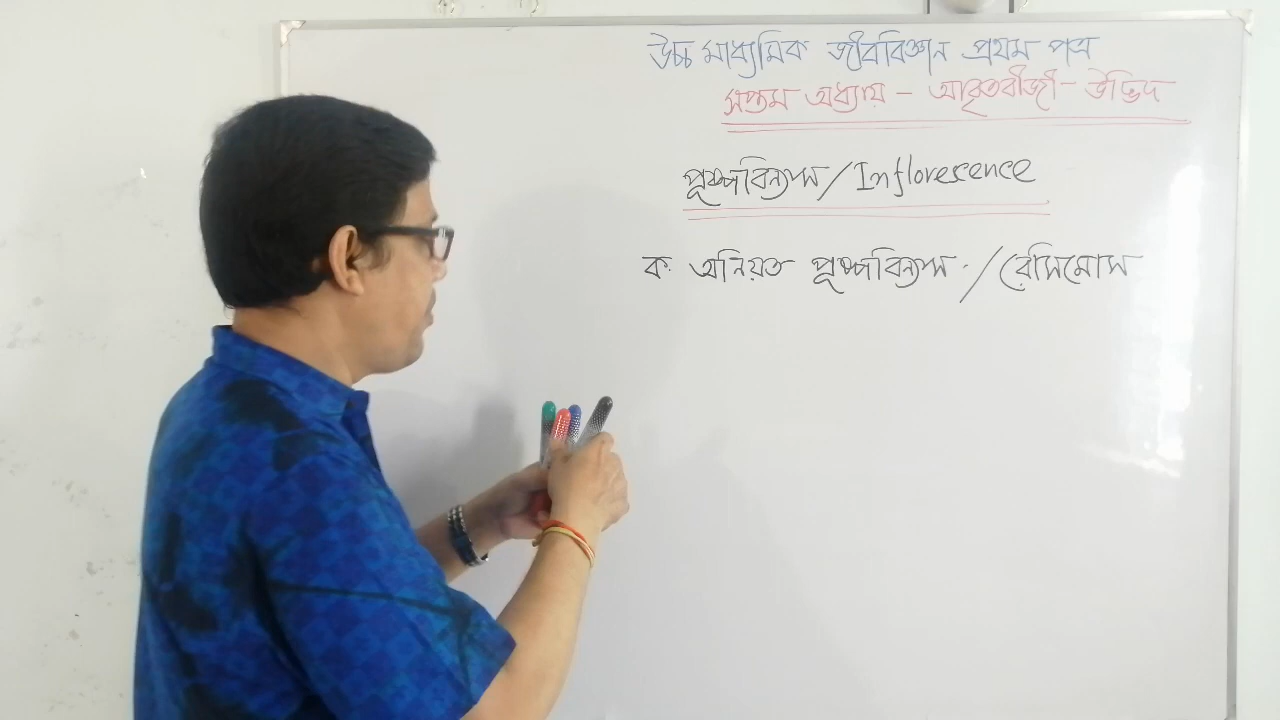 উচ্চ মাধ্যমিক জীববিজ্ঞান প্রথম পত্র
সপ্তম অধ্যায় - আবৃতবীজী - উদ্ভিদ
পুষ্পবিন্যাস / Inflorescence
ক. অনিয়ত পুষ্পবিন্যাস / রেসিমোস